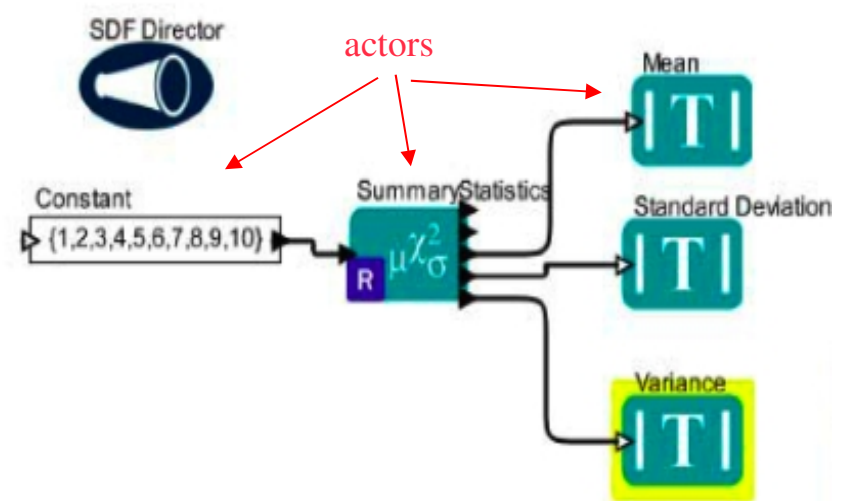 SDF Director
actors
Mean
Constant
SummaryStatistics
Standard Deviation
{1,2,3,4,5,6,7,8,9,10}
μχ²σ
R
T
T
Variance
T